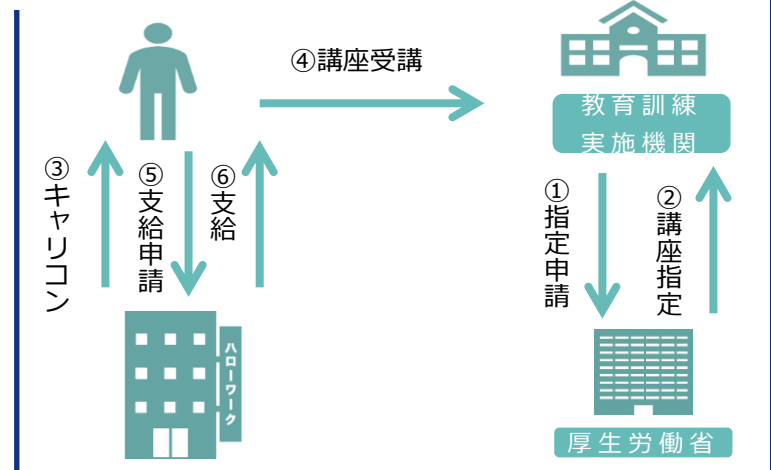 ④講座受講
教育訓練
実施機関
③キャリコン
⑤支給申請
⑥支給
①指定申請
②講座指定
ハローワーク
厚生労働省